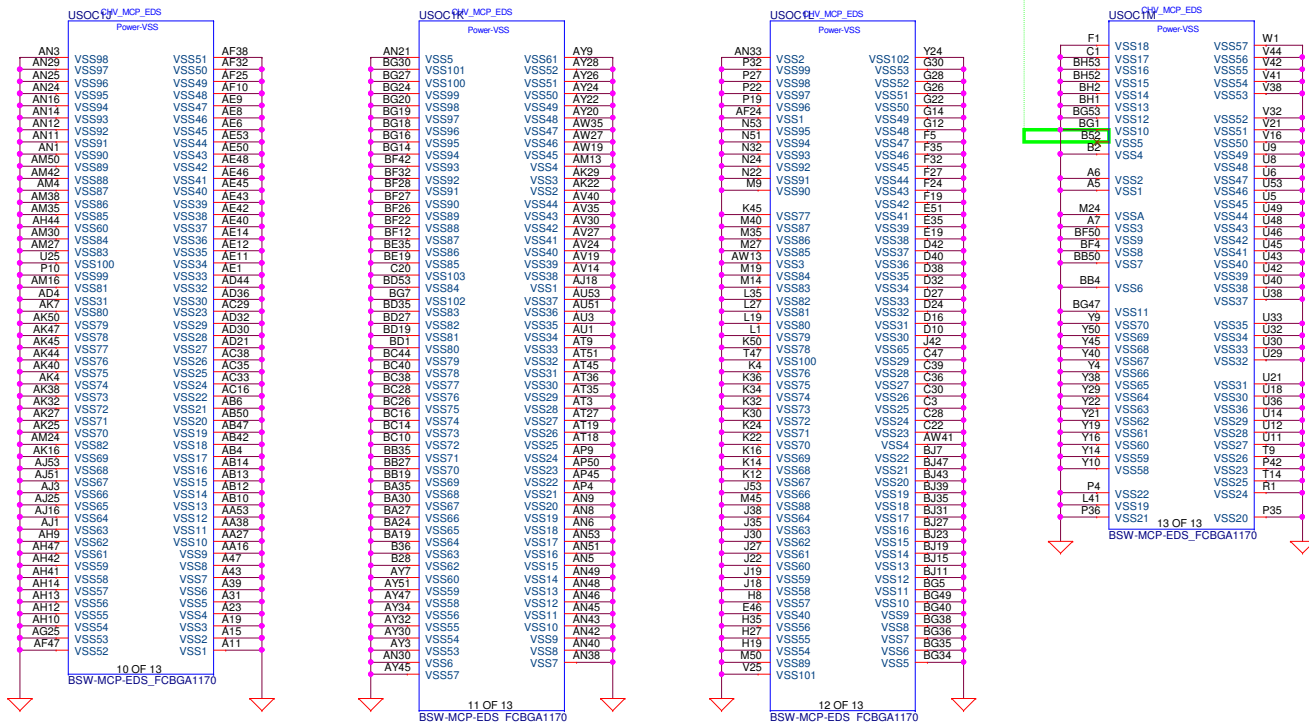 USOC1J CHV_MCP_EDS
Power-VSS
AN3 VSS98 VSS51 AF38
AN29 VSS97 VSS50 AF32
AN25 VSS96 VSS49 AF25
AN24 VSS95 VSS48 AF10
AN16 VSS94 VSS47 AE9
AN14 VSS93 VSS46 AE8
AN12 VSS92 VSS45 AE6
AN11 VSS91 VSS44 AE53
AN1 VSS90 VSS43 AE50
AM50 VSS89 VSS42 AE48
AM42 VSS88 VSS41 AE46
AM4 VSS87 VSS40 AE45
AM38 VSS86 VSS39 AE43
AM35 VSS85 VSS38 AE42
AH44 VSS60 VSS37 AE40
AM30 VSS84 VSS36 AE14
AM27 VSS83 VSS35 AE12
U25 VSS100 VSS34 AE11
P10 VSS99 VSS33 AE1
AM16 VSS81 VSS32 AD44
AD4 VSS31 VSS30 AD36
AK7 VSS80 VSS23 AC29
AK50 VSS79 VSS29 AD32
AK47 VSS78 VSS28 AD30
AK45 VSS77 VSS27 AD21
AK44 VSS76 VSS26 AC38
AK40 VSS75 VSS25 AC35
AK4 VSS74 VSS24 AC33
AK38 VSS73 VSS22 AC16
AK32 VSS72 VSS21 AB6
AK27 VSS71 VSS20 AB50
AK25 VSS70 VSS19 AB47
AM24 VSS82 VSS18 AB42
AK16 VSS69 VSS17 AB4
AJ53 VSS68 VSS16 AB14
AJ51 VSS67 VSS15 AB13
AJ3 VSS66 VSS14 AB12
AJ25 VSS65 VSS13 AB10
AJ16 VSS64 VSS12 AA53
AJ1 VSS63 VSS11 AA38
AH9 VSS62 VSS10 AA27
AH47 VSS61 VSS9 AA16
AH42 VSS59 VSS8 A47
AH41 VSS58 VSS7 A43
AH14 VSS57 VSS6 A39
AH13 VSS56 VSS5 A31
AH12 VSS55 VSS4 A23
AH10 VSS54 VSS3 A19
AG25 VSS53 VSS2 A15
AF47 VSS52 VSS1 A11
10 OF 13
BSW-MCP-EDS_FCBGA1170
USOC1K CHV_MCP_EDS
Power-VSS
AN21 VSS5 VSS61 AY9
BG30 VSS101 VSS52 AY28
BG27 VSS100 VSS51 AY26
BG24 VSS99 VSS50 AY24
BG20 VSS98 VSS49 AY22
BG19 VSS97 VSS48 AY20
BG18 VSS96 VSS47 AW35
BG16 VSS95 VSS46 AW27
BG14 VSS94 VSS45 AW19
BF42 VSS93 VSS4 AM13
BF32 VSS92 VSS3 AK29
BF28 VSS91 VSS2 AK22
BF27 VSS90 VSS44 AV40
BF26 VSS89 VSS43 AV35
BF22 VSS88 VSS42 AV30
BF12 VSS87 VSS41 AV27
BE35 VSS86 VSS40 AV24
BE19 VSS85 VSS39 AV19
C20 VSS103 VSS38 AV14
BD53 VSS84 VSS1 AJ18
BG7 VSS102 VSS37 AU53
BD35 VSS83 VSS36 AU51
BD27 VSS82 VSS35 AU3
BD19 VSS81 VSS34 AU1
BD1 VSS80 VSS33 AT9
BC44 VSS79 VSS32 AT51
BC40 VSS78 VSS31 AT45
BC38 VSS77 VSS30 AT36
BC28 VSS76 VSS29 AT35
BC26 VSS75 VSS28 AT3
BC16 VSS74 VSS27 AT27
BC14 VSS73 VSS26 AT19
BC10 VSS72 VSS25 AT18
BB35 VSS71 VSS24 AP9
BB27 VSS70 VSS23 AP50
BB19 VSS69 VSS22 AP45
BA35 VSS68 VSS21 AP4
BA30 VSS67 VSS20 AN9
BA27 VSS66 VSS19 AN8
BA24 VSS65 VSS18 AN6
BA19 VSS64 VSS17 AN53
B36 VSS63 VSS16 AN51
B28 VSS62 VSS15 AN5
AY7 VSS60 VSS14 AN49
AY51 VSS59 VSS13 AN48
AY47 VSS58 VSS12 AN46
AY34 VSS56 VSS11 AN45
AY32 VSS55 VSS10 AN43
AY30 VSS54 VSS9 AN42
AY3 VSS53 VSS8 AN40
AN30 VSS6 VSS7 AN38
AY45 VSS57
11 OF 13
BSW-MCP-EDS_FCBGA1170
USOC1L CHV_MCP_EDS
Power-VSS
AN33 VSS2 VSS102 Y24
P32 VSS99 VSS53 G30
P27 VSS98 VSS52 G28
P22 VSS97 VSS51 G26
P19 VSS96 VSS50 G22
AF24 VSS1 VSS49 G14
N53 VSS95 VSS48 G12
N51 VSS94 VSS47 F5
N32 VSS93 VSS46 F35
N24 VSS92 VSS45 F32
N22 VSS91 VSS44 F27
M9 VSS90 VSS43 F24
VSS42 F19
K45 VSS77 VSS41 E51
M40 VSS87 VSS39 E35
M35 VSS86 VSS38 E19
M27 VSS85 VSS37 D42
AW13 VSS3 VSS36 D40
M19 VSS84 VSS35 D38
M14 VSS83 VSS34 D32
L35 VSS82 VSS33 D27
L27 VSS81 VSS32 D24
L19 VSS80 VSS31 D16
L1 VSS79 VSS30 D10
K50 VSS78 VSS65 J42
T47 VSS100 VSS29 C47
K4 VSS76 VSS28 C39
K36 VSS75 VSS27 C36
K34 VSS74 VSS26 C30
K32 VSS73 VSS25 C3
K30 VSS72 VSS24 C28
K24 VSS71 VSS23 C22
K22 VSS70 VSS4 AW41
K16 VSS69 VSS22 BJ7
K14 VSS68 VSS21 BJ47
K12 VSS67 VSS20 BJ43
J53 VSS66 VSS19 BJ39
M45 VSS88 VSS18 BJ35
J38 VSS64 VSS17 BJ31
J35 VSS63 VSS16 BJ27
J30 VSS62 VSS15 BJ23
J27 VSS61 VSS14 BJ19
J22 VSS60 VSS13 BJ15
J19 VSS59 VSS12 BJ11
J18 VSS58 VSS11 BG5
H8 VSS57 VSS10 BG49
E46 VSS40 VSS9 BG40
H35 VSS56 VSS8 BG38
H27 VSS55 VSS7 BG36
H19 VSS54 VSS6 BG35
M50 VSS89 VSS5 BG34
V25 VSS101
12 OF 13
BSW-MCP-EDS_FCBGA1170
USOC1M CHV_MCP_EDS
Power-VSS
F1 VSS18 VSS57 W1
C1 VSS17 VSS56 V44
BH53 VSS16 VSS55 V42
BH52 VSS15 VSS54 V41
BH2 VSS14 VSS53 V38
BH1 VSS13
BG53 VSS12 VSS52 V32
BG1 VSS10 VSS51 V21
B52 VSS5 VSS50 V16
B2 VSS4 VSS49 U9
VSS48 U8
A6 VSS2 VSS47 U6
A5 VSS1 VSS46 U53
VSS45 U5
M24 VSSA VSS44 U49
A7 VSS3 VSS43 U48
BF50 VSS9 VSS42 U46
BF4 VSS8 VSS41 U45
BB50 VSS7 VSS40 U43
VSS39 U42
BB4 VSS6 VSS38 U40
VSS37 U38
BG47 VSS11
Y9 VSS70 VSS35 U33
Y50 VSS69 VSS34 U32
Y45 VSS68 VSS33 U30
Y40 VSS67 VSS32 U29
Y4 VSS66
Y38 VSS65 VSS31 U21
Y29 VSS64 VSS30 U18
Y22 VSS63 VSS36 U36
Y21 VSS62 VSS29 U14
Y19 VSS61 VSS28 U12
Y16 VSS60 VSS27 U11
Y14 VSS59 VSS26 T9
Y10 VSS58 VSS23 P42
VSS25 T14
P4 VSS22 VSS24 R1
L41 VSS19
P36 VSS21 VSS20 P35
13 OF 13
BSW-MCP-EDS_FCBGA1170